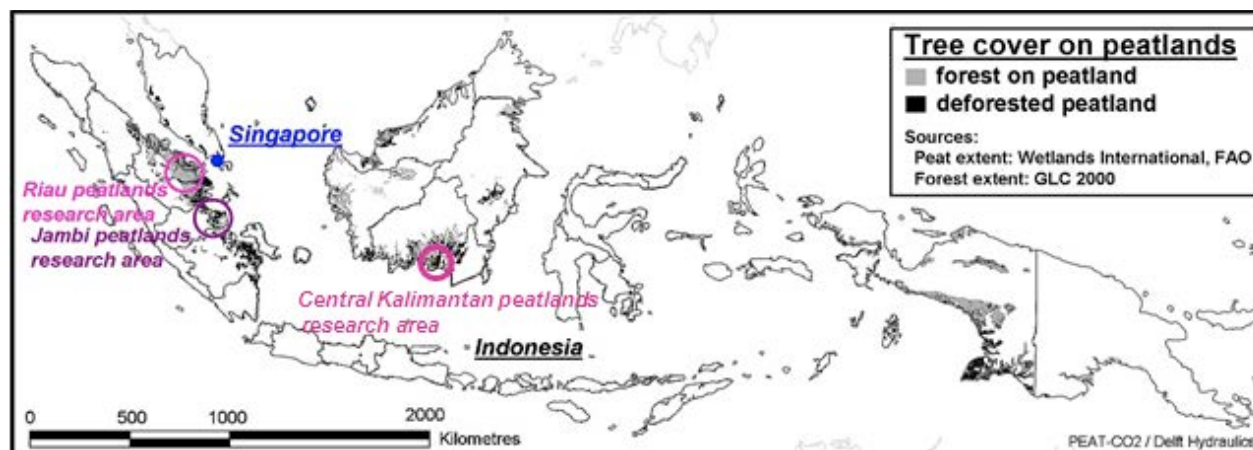 Tree cover on peatlands
forest on peatland
deforested peatland
Sources:
Peat extent: Wetlands International, FAO
Forest extent: GLC 2000
Singapore
Riau peatlands
research area
Jambi peatlands
research area
Central Kalimantan peatlands
research area
Indonesia
0 500 1000 2000
Kilometres
PEAT-CO2 / Delft Hydraulics